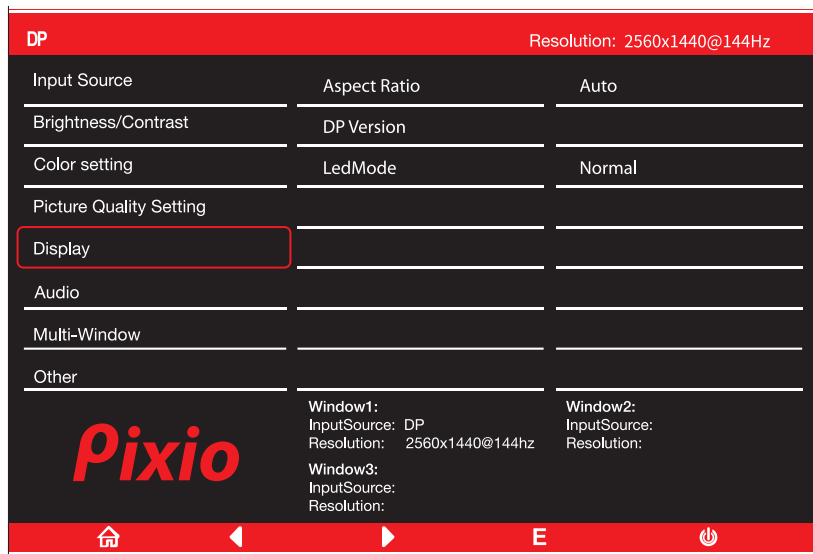 DP Resolution: 2560x1440@144Hz
Input Source Aspect Ratio Auto
Brightness/Contrast DP Version
Color setting LedMode Normal
Picture Quality Setting
Display
Audio
Multi-Window
Other
Pixio
Window1:
InputSource: DP
Resolution: 2560x1440@144hz
Window2:
InputSource:
Resolution:
Window3:
InputSource:
Resolution:
E